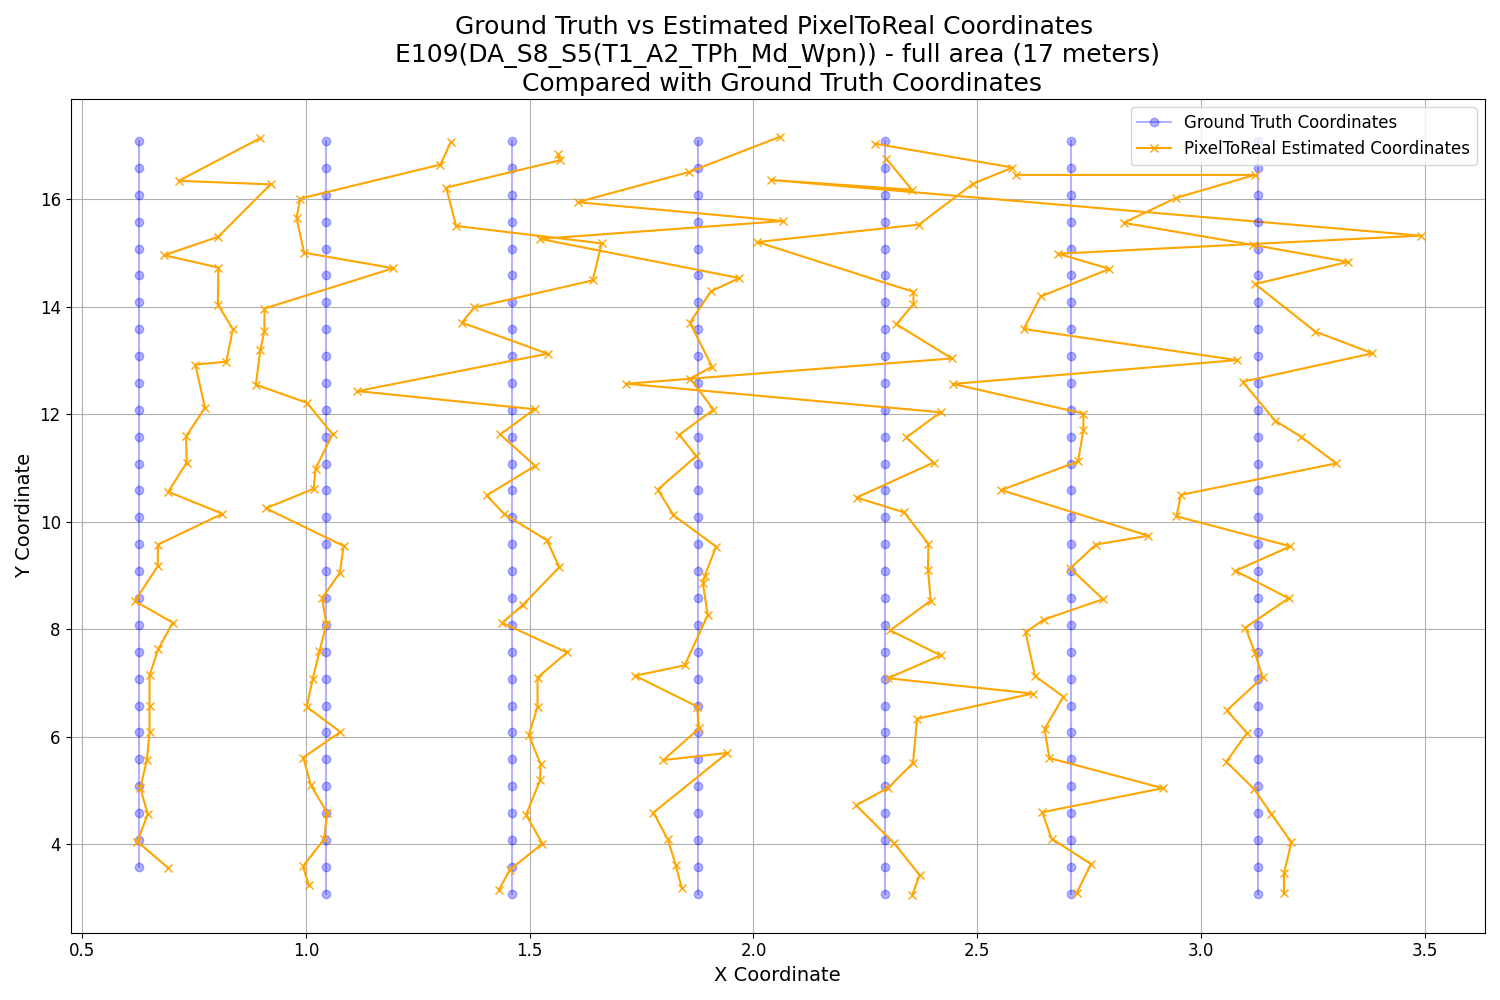 Ground Truth vs Estimated PixelToReal Coordinates
E109(DA_S8_S5(T1_A2_TPh_Md_Wpn)) - full area (17 meters)
Compared with Ground Truth Coordinates
Ground Truth Coordinates
PixelToReal Estimated Coordinates
Y Coordinate
16
14
12
10
8
6
4
0.5 1.0 1.5 2.0 2.5 3.0 3.5
X Coordinate